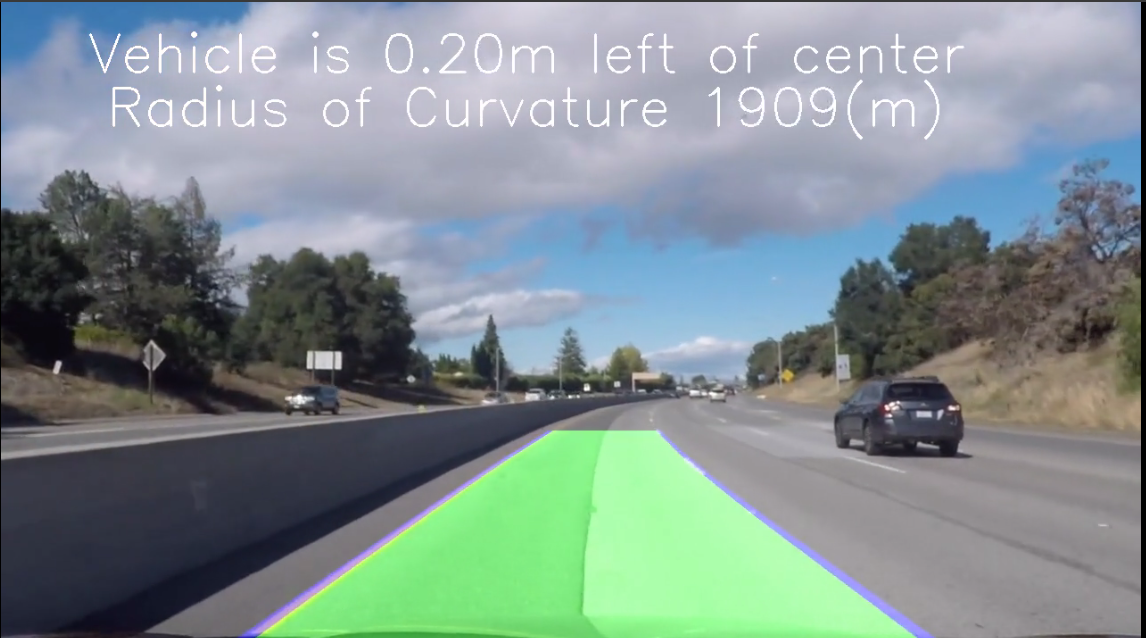 Vehicle is 0.20m left of center
Radius of Curvature 1909(m)